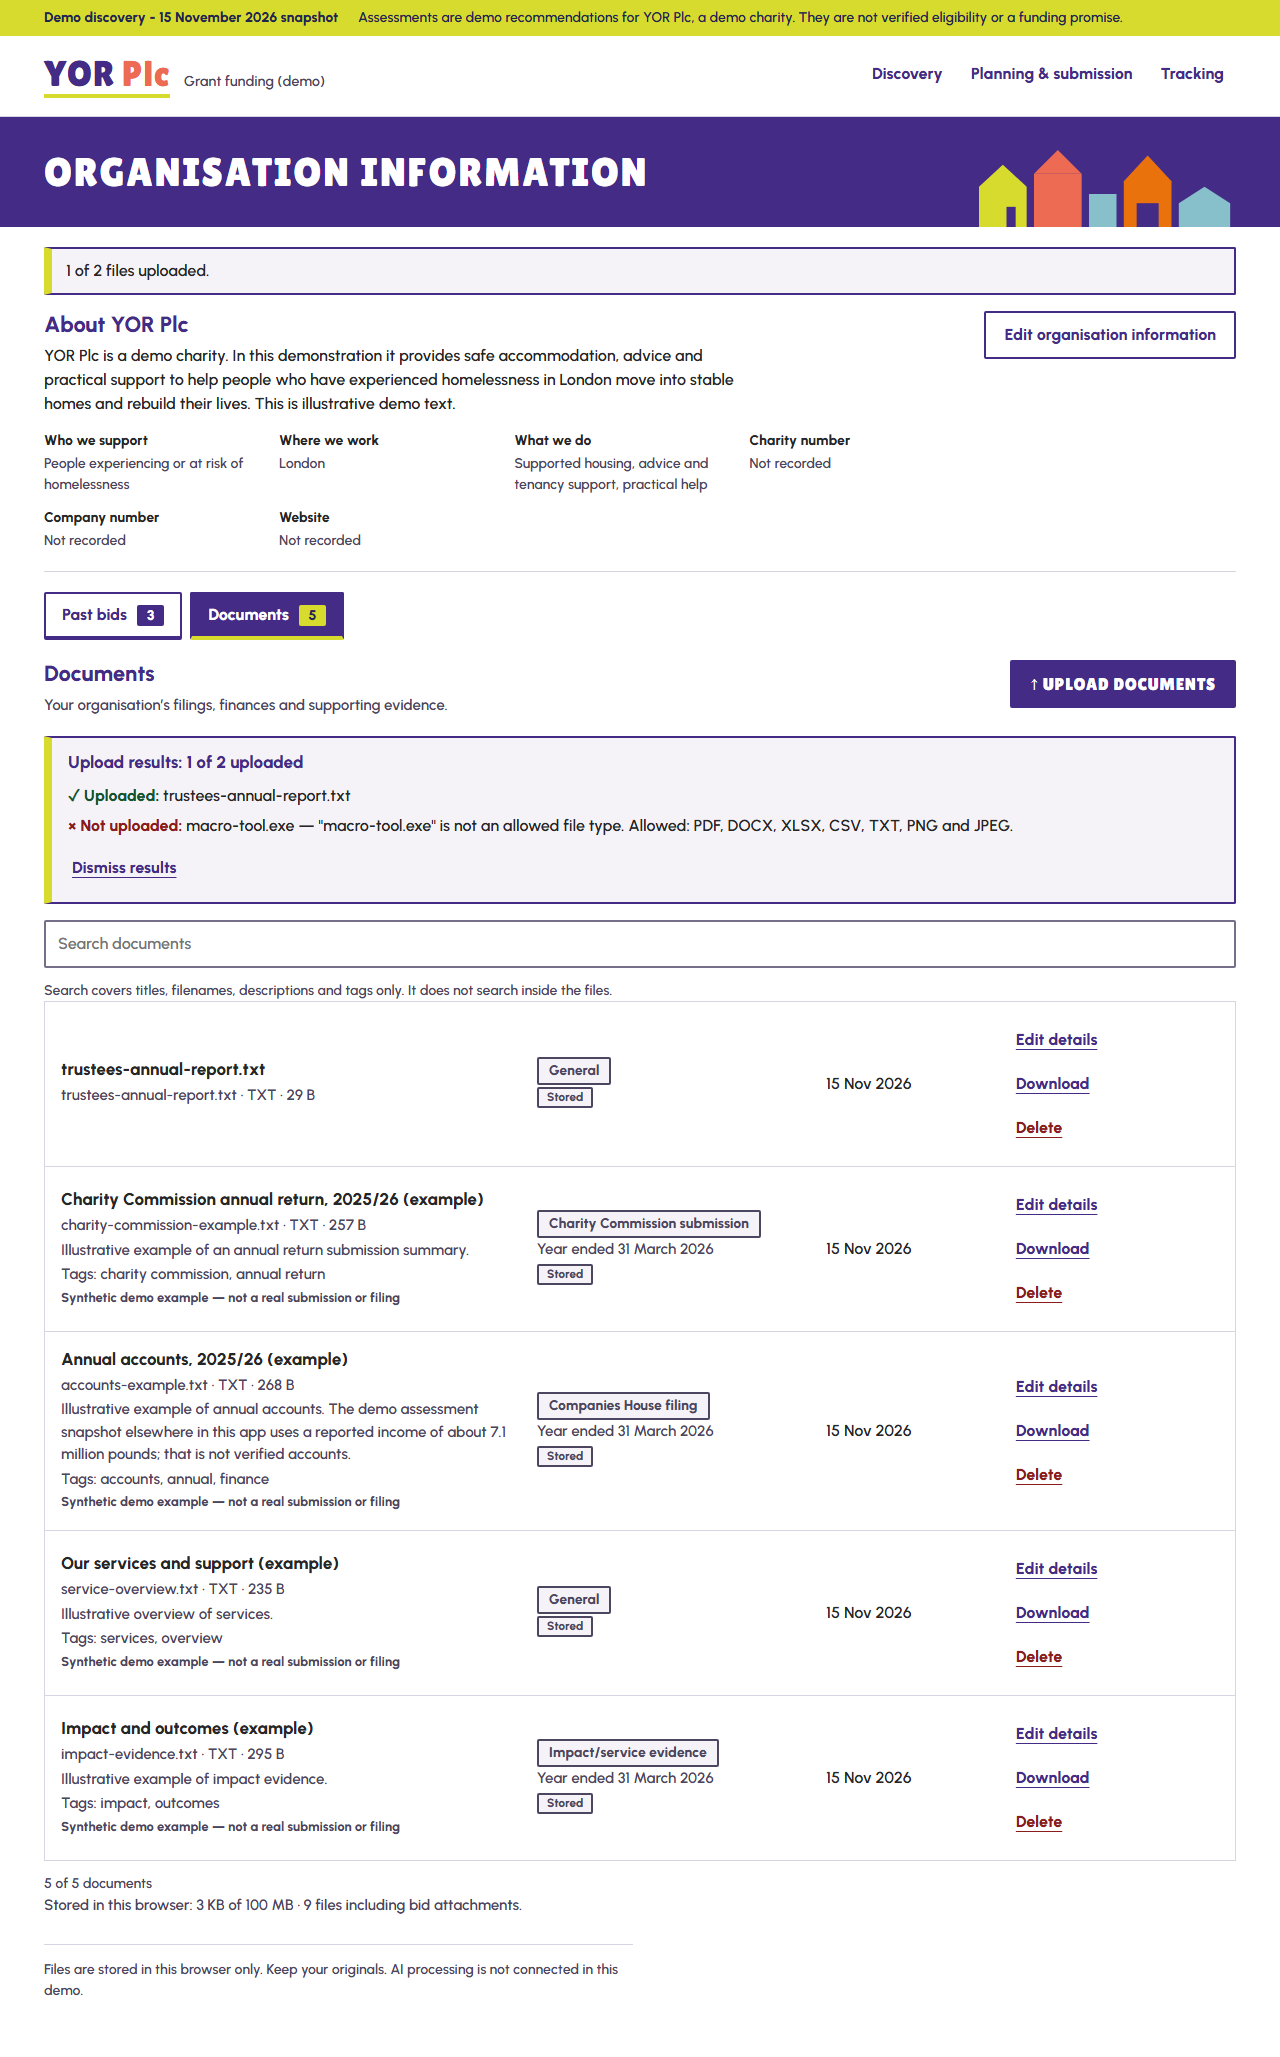 Demo discovery - 15 November 2026 snapshot Assessments are demo recommendations for YOR Plc, a demo charity. They are not verified eligibility or a funding promise.
YOR Plc Grant funding (demo) Discovery Planning & submission Tracking
ORGANISATION INFORMATION
1 of 2 files uploaded.
About YOR Plc
Edit organisation information
YOR Plc is a demo charity. In this demonstration it provides safe accommodation, advice and
practical support to help people who have experienced homelessness in London move into stable
homes and rebuild their lives. This is illustrative demo text.
Who we support Where we work What we do Charity number
People experiencing or at risk of London Supported housing, advice and Not recorded
homelessness tenancy support, practical help
Company number Website
Not recorded Not recorded
Past bids 3 Documents 5
Documents
↑ UPLOAD DOCUMENTS
Your organisation's filings, finances and supporting evidence.
Upload results: 1 of 2 uploaded
✓ Uploaded: trustees-annual-report.txt
× Not uploaded: macro-tool.exe — "macro-tool.exe" is not an allowed file type. Allowed: PDF, DOCX, XLSX, CSV, TXT, PNG and JPEG.
Dismiss results
Search documents
Search covers titles, filenames, descriptions and tags only. It does not search inside the files.
trustees-annual-report.txt
trustees-annual-report.txt · TXT · 29 B
General
Stored
15 Nov 2026
Edit details
Download
Delete
Charity Commission annual return, 2025/26 (example)
charity-commission-example.txt · TXT · 257 B
Illustrative example of an annual return submission summary.
Tags: charity commission, annual return
Synthetic demo example — not a real submission or filing
Charity Commission submission
Year ended 31 March 2026
Stored
15 Nov 2026
Edit details
Download
Delete
Annual accounts, 2025/26 (example)
accounts-example.txt · TXT · 268 B
Illustrative example of annual accounts. The demo assessment
snapshot elsewhere in this app uses a reported income of about 7.1
million pounds; that is not verified accounts.
Tags: accounts, annual, finance
Synthetic demo example — not a real submission or filing
Companies House filing
Year ended 31 March 2026
Stored
15 Nov 2026
Edit details
Download
Delete
Our services and support (example)
service-overview.txt · TXT · 235 B
Illustrative overview of services.
Tags: services, overview
Synthetic demo example — not a real submission or filing
General
Stored
15 Nov 2026
Edit details
Download
Delete
Impact and outcomes (example)
impact-evidence.txt · TXT · 295 B
Illustrative example of impact evidence.
Tags: impact, outcomes
Synthetic demo example — not a real submission or filing
Impact/service evidence
Year ended 31 March 2026
Stored
15 Nov 2026
Edit details
Download
Delete
5 of 5 documents
Stored in this browser: 3 KB of 100 MB · 9 files including bid attachments.
Files are stored in this browser only. Keep your originals. AI processing is not connected in this
demo.